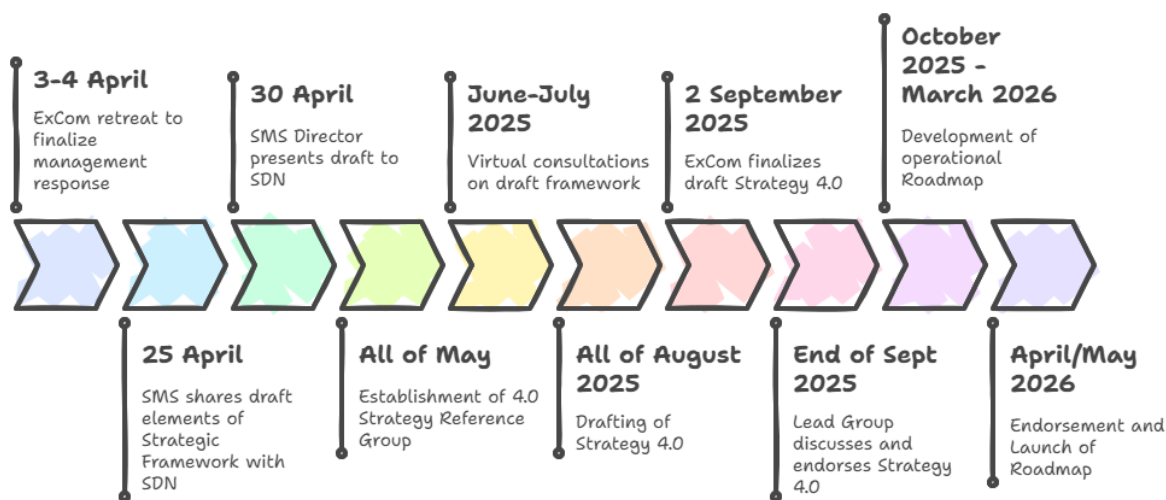 3-4 April
ExCom retreat to
finalize
management
response
25 April
SMS shares draft
elements of
Strategic
Framework with
SDN
30 April
SMS Director
presents draft to
SDN
All of May
Establishment of 4.0
Strategy Reference
Group
June-July
2025
Virtual consultations
on draft framework
All of August
2025
Drafting of
Strategy 4.0
2 September
2025
ExCom finalizes
draft Strategy 4.0
End of Sept
2025
Lead Group
discusses and
endorses Strategy
4.0
October
2025 -
March 2026
Development of
operational
Roadmap
April/May
2026
Endorsement and
Launch of
Roadmap